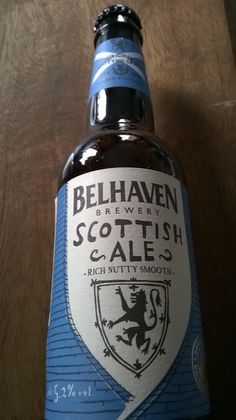 BELHAVEN
BREWERY
SCOTTISH
ALE
- RICH NUTTY SMOOTH -
5.2% vol